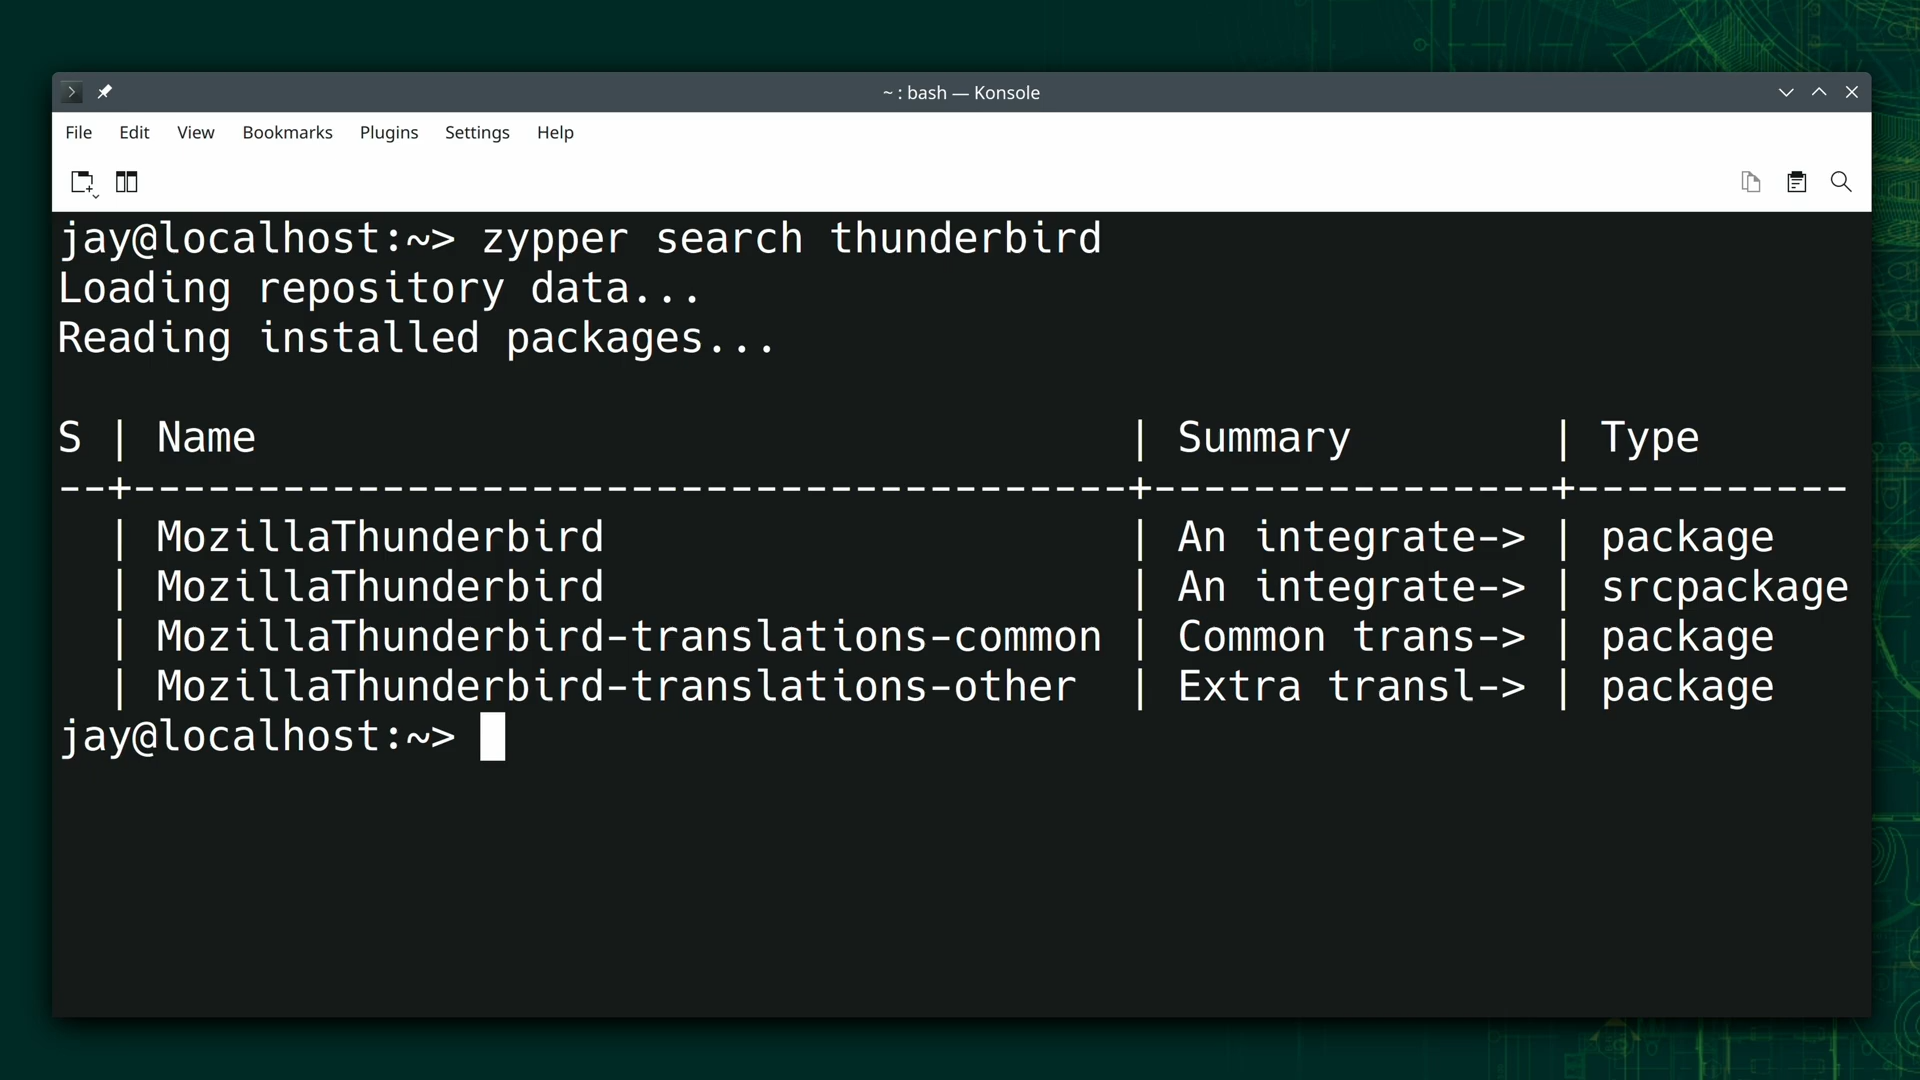 ~ : bash — Konsole
File Edit View Bookmarks Plugins Settings Help
jay@localhost:~> zypper search thunderbird
Loading repository data...
Reading installed packages...
S | Name | Summary | Type
--+----------------------------------------+----------------+-----------
| MozillaThunderbird | An integrate-> | package
| MozillaThunderbird | An integrate-> | srcpackage
| MozillaThunderbird-translations-common | Common trans-> | package
| MozillaThunderbird-translations-other | Extra transl-> | package
jay@localhost:~>